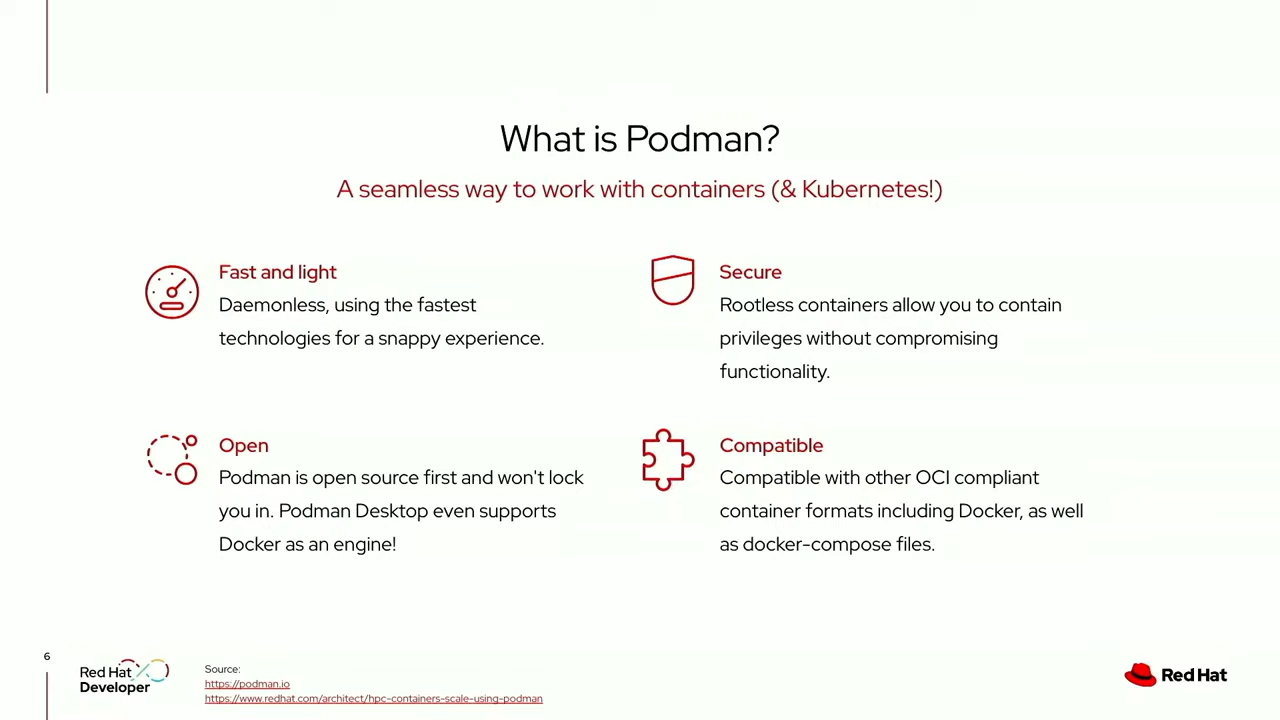 What is Podman?
A seamless way to work with containers (& Kubernetes!)
Fast and light
Daemonless, using the fastest
technologies for a snappy experience.
Secure
Rootless containers allow you to contain
privileges without compromising
functionality.
Open
Podman is open source first and won't lock
you in. Podman Desktop even supports
Docker as an engine!
Compatible
Compatible with other OCI compliant
container formats including Docker, as well
as docker-compose files.
6
Red Hat
Developer
Source:
https://podman.io
https://www.redhat.com/architect/hpc-containers-scale-using-podman
Red Hat